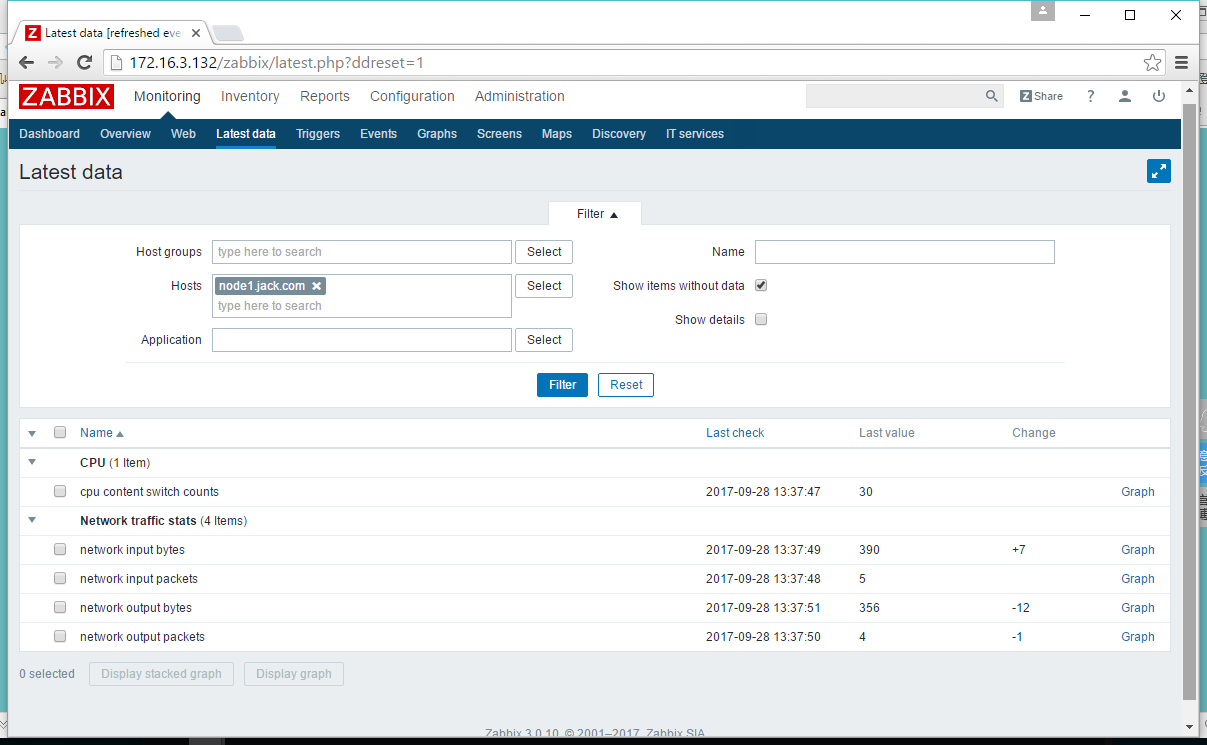 Latest data [refreshed eve
172.16.3.132/zabbix/latest.php?ddreset=1
ZABBIX Monitoring Inventory Reports Configuration Administration Z Share ?
Dashboard Overview Web Latest data Triggers Events Graphs Screens Maps Discovery IT services
Latest data
Filter
Host groups type here to search Select Name
Hosts node1.jack.com type here to search Select Show items without data
Show details
Application Select
Filter Reset
Name Last check Last value Change
CPU (1 Item)
cpu content switch counts 2017-09-28 13:37:47 30 Graph
Network traffic stats (4 Items)
network input bytes 2017-09-28 13:37:49 390 +7 Graph
network input packets 2017-09-28 13:37:48 5 Graph
network output bytes 2017-09-28 13:37:51 356 -12 Graph
network output packets 2017-09-28 13:37:50 4 -1 Graph
0 selected Display stacked graph Display graph
Zabbix 3.0.10. © 2001–2017, Zabbix SIA